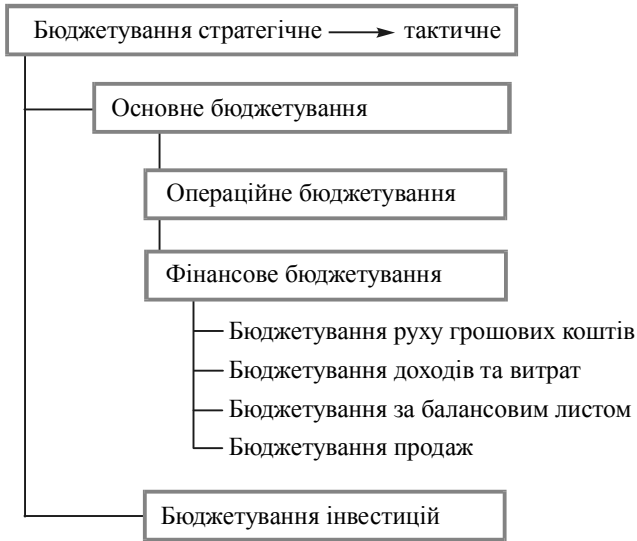 Бюджетування стратегічне → тактичне
Основне бюджетування
Операційне бюджетування
Фінансове бюджетування
Бюджетування руху грошових коштів
Бюджетування доходів та витрат
Бюджетування за балансовим листом
Бюджетування продаж
Бюджетування інвестицій